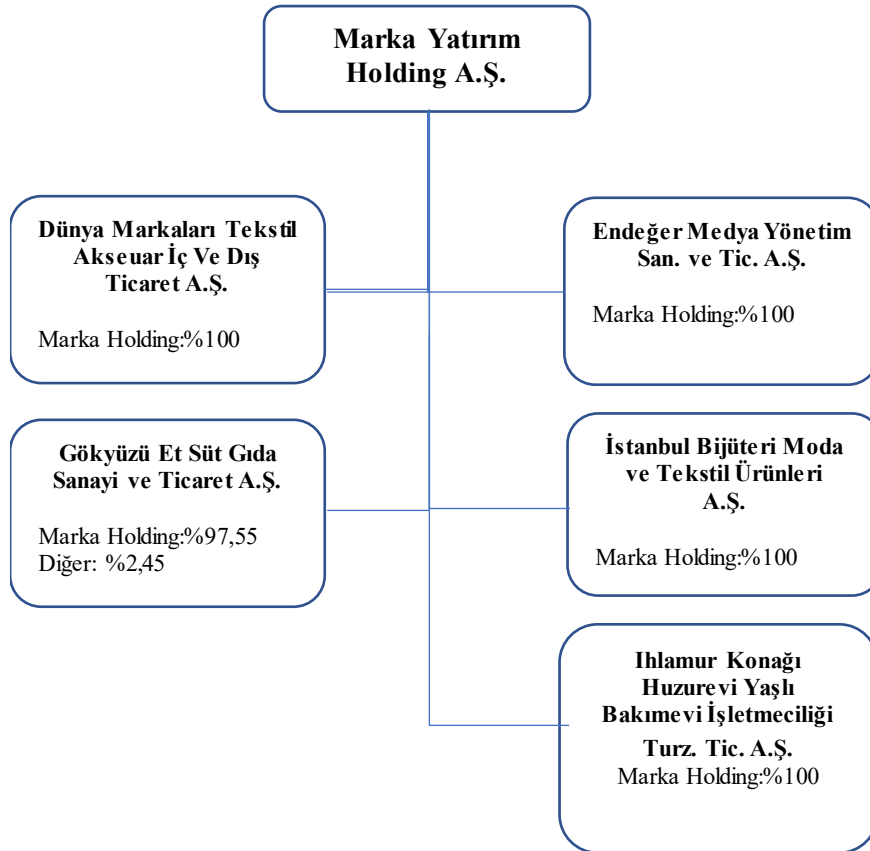 Marka Yatırım
Holding A.Ş.
Dünya Markaları Tekstil
Akseuar İç Ve Dış
Ticaret A.Ş.
Marka Holding:%100
Endeğer Medya Yönetim
San. ve Tic. A.Ş.
Marka Holding:%100
Gökyüzü Et Süt Gıda
Sanayi ve Ticaret A.Ş.
Marka Holding:%97,55
Diğer: %2,45
İstanbul Bijüteri Moda
ve Tekstil Ürünleri
A.Ş.
Marka Holding:%100
Ihlamur Konağı
Huzurevi Yaşlı
Bakımevi İşletmeciliği
Turz. Tic. A.Ş.
Marka Holding:%100